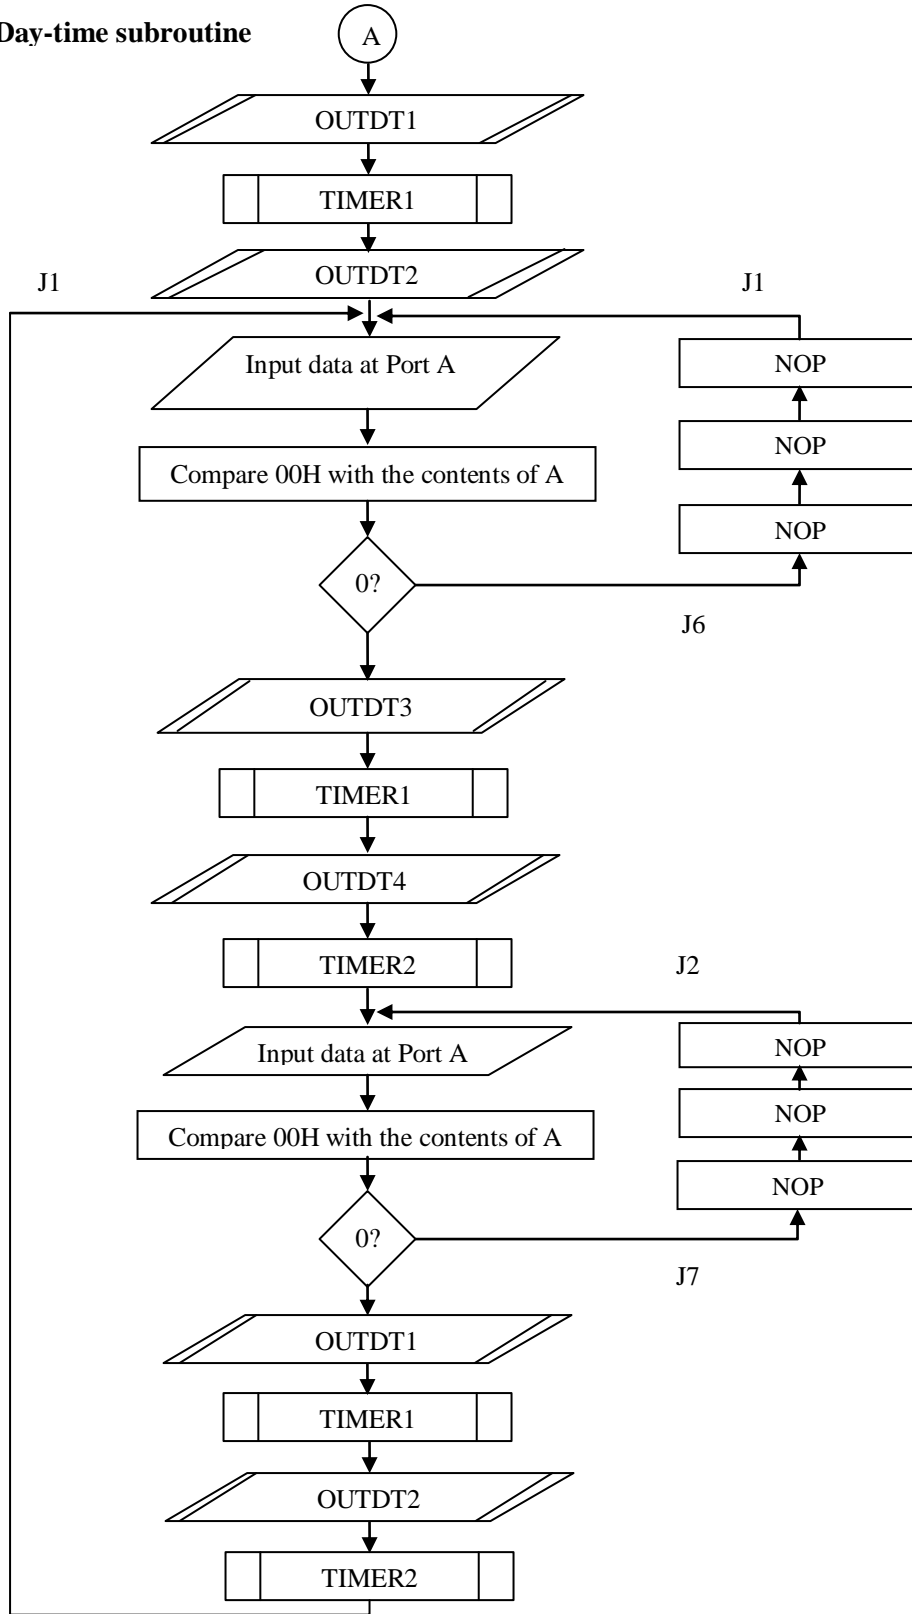 Day-time subroutine
A
OUTDT1
TIMER1
OUTDT2
J1
J1
Input data at Port A
NOP
Compare 00H with the contents of A
NOP
NOP
0?
J6
OUTDT3
TIMER1
OUTDT4
TIMER2
J2
Input data at Port A
NOP
Compare 00H with the contents of A
NOP
NOP
0?
J7
OUTDT1
TIMER1
OUTDT2
TIMER2